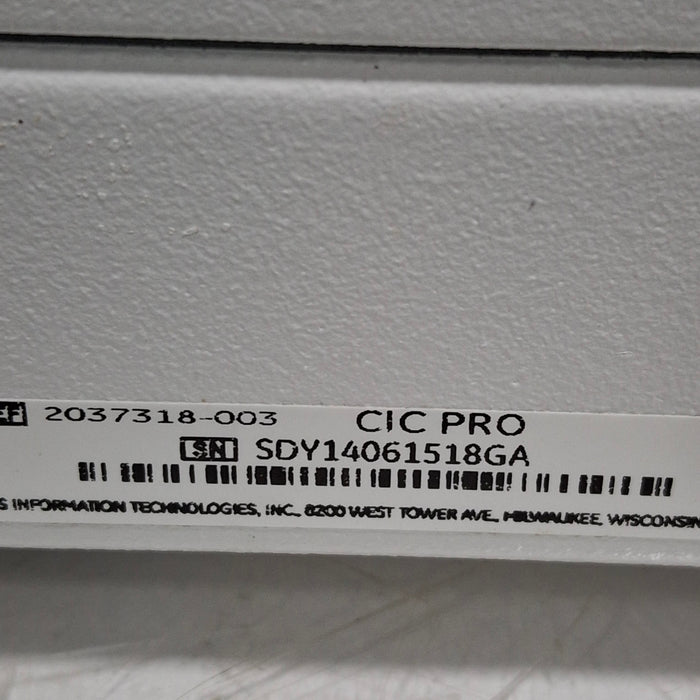 2037318-003 CIC PRO
SN SDY14061518GA
S INFORMATION TECHNOLOGIES, INC. 8200 WEST TOWER AVE. MILWAUKEE, WISCONSIN